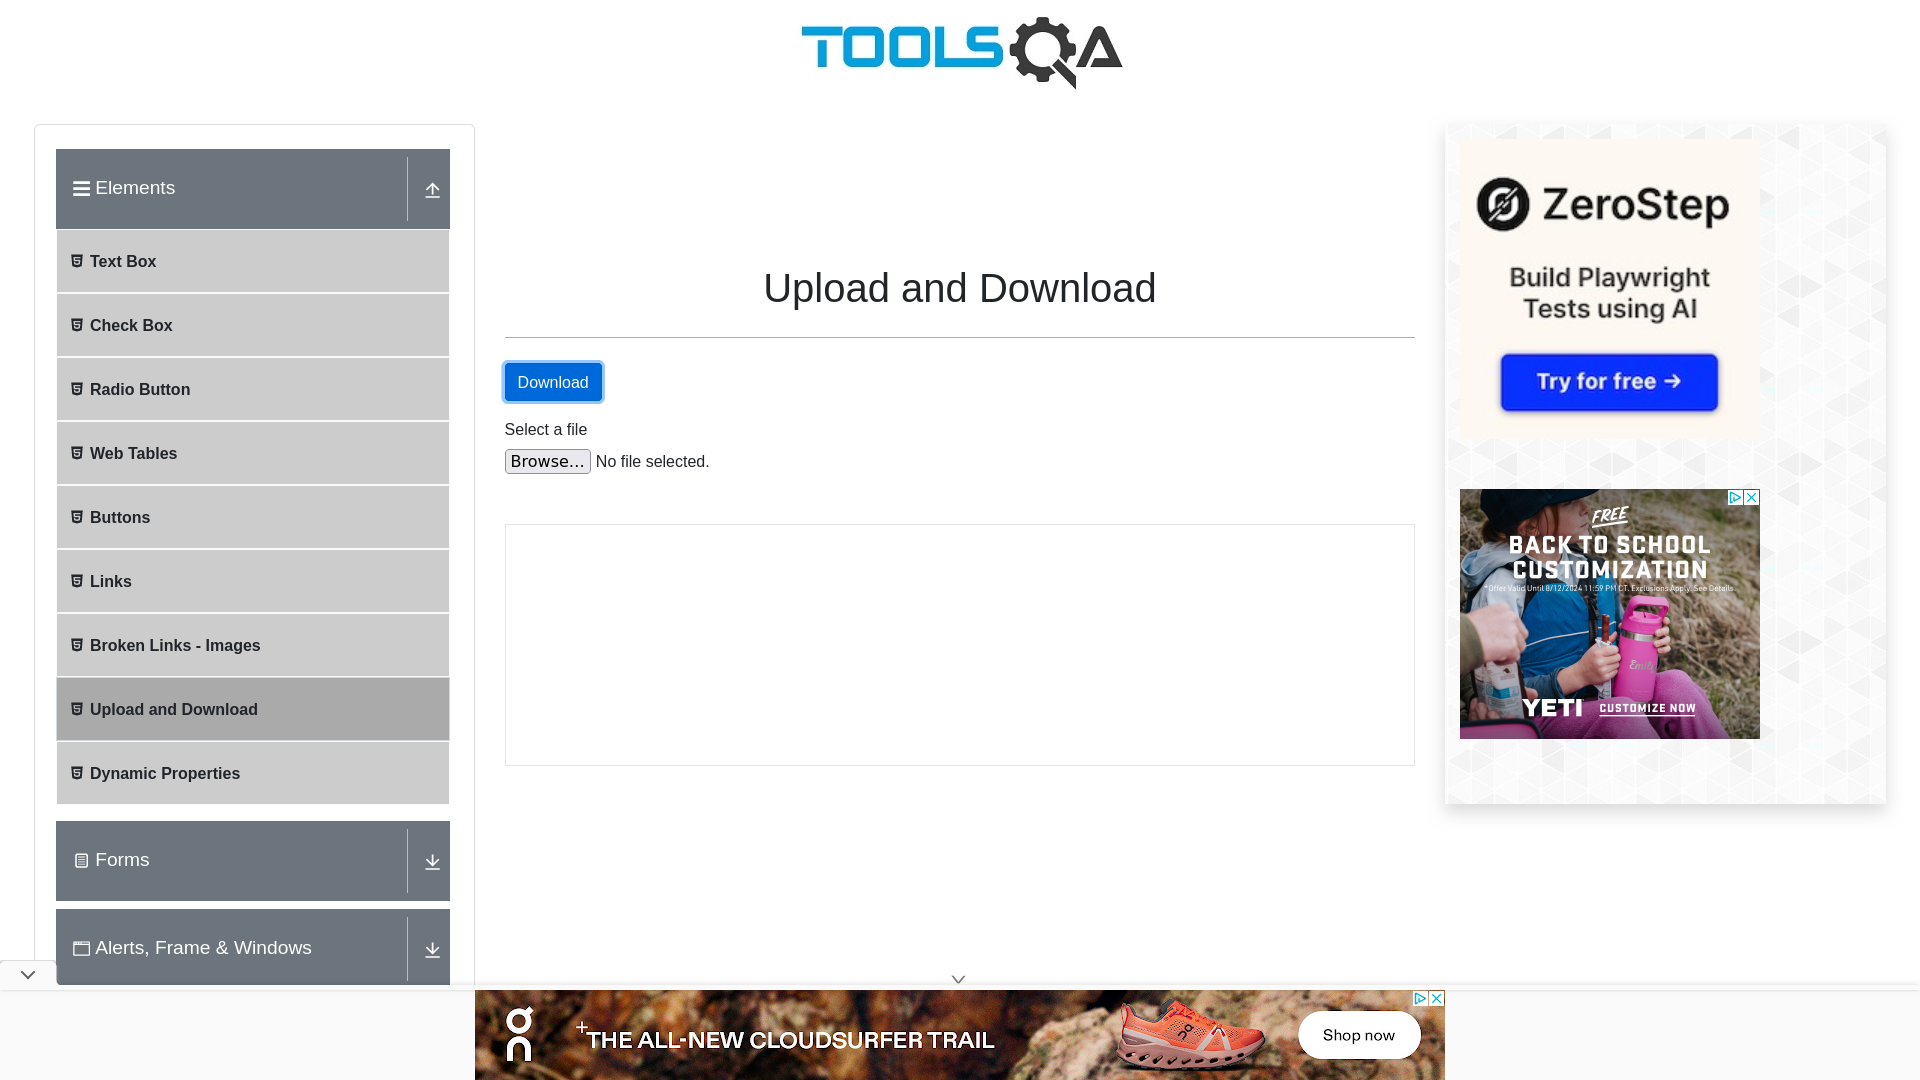 TOOLSQA
Elements
Text Box
Check Box
Radio Button
Web Tables
Buttons
Links
Broken Links - Images
Upload and Download
Dynamic Properties
Forms
Alerts, Frame & Windows
Upload and Download
Download
Select a file
Browse... No file selected.
ZeroStep
Build Playwright
Tests using AI
Try for free →
FREE
BACK TO SCHOOL
CUSTOMIZATION
*Offer Valid Until 8/12/2024 11:59 PM CT. Exclusions Apply. See Details
YETI CUSTOMIZE NOW
on
THE ALL-NEW CLOUDSURFER TRAIL
Shop now